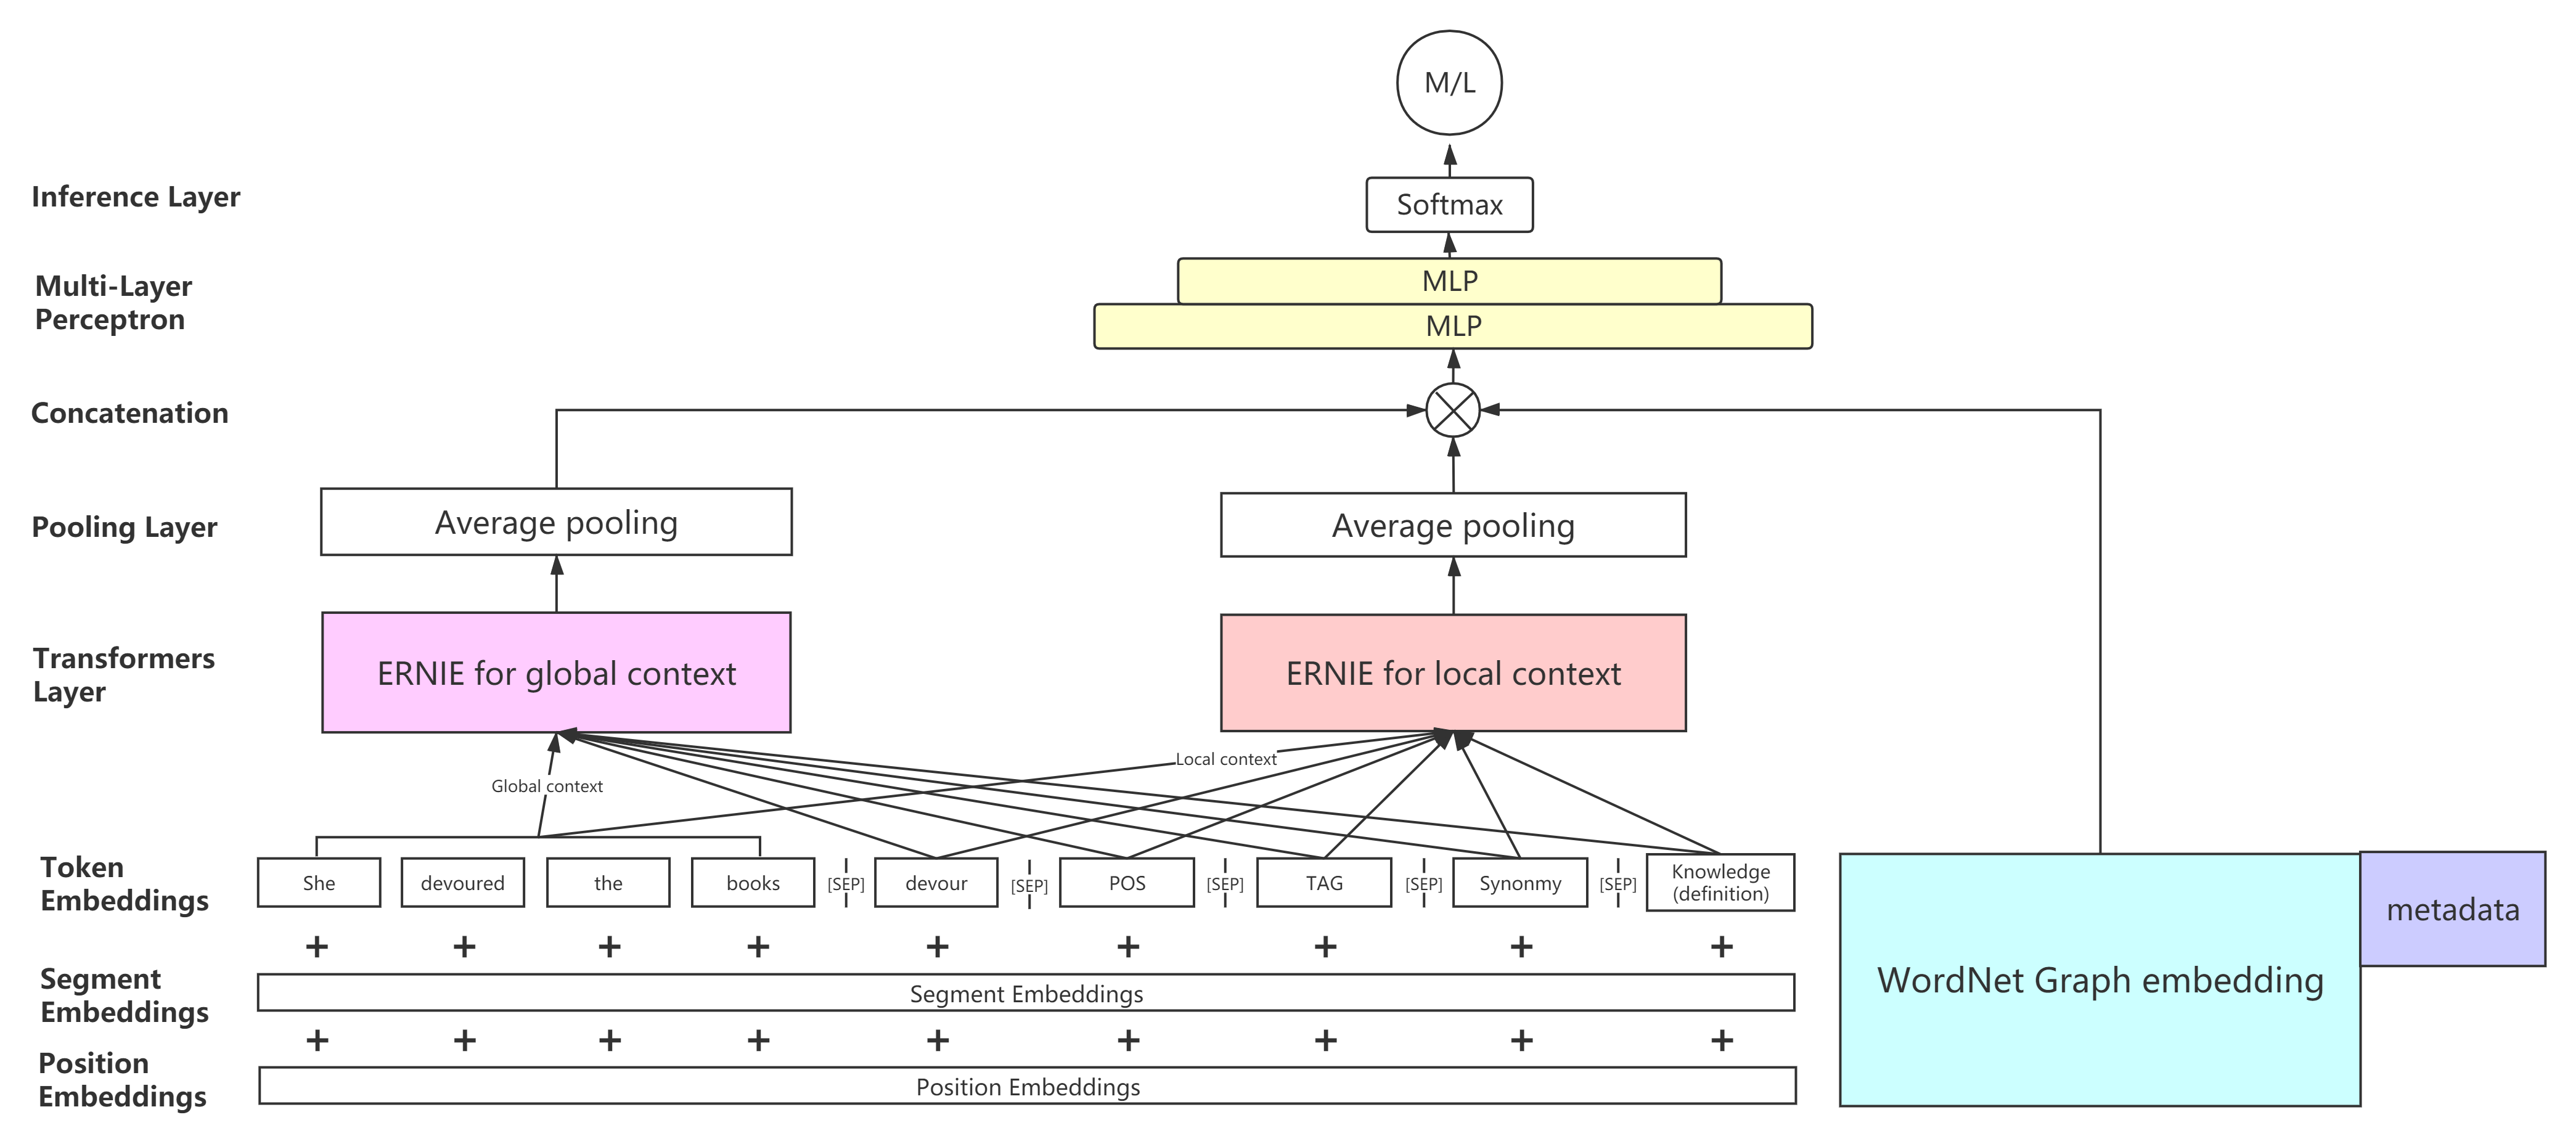 M/L
Inference Layer
Softmax
Multi-Layer
Perceptron
MLP
MLP
Concatenation
Pooling Layer
Average pooling
Average pooling
Transformers
Layer
ERNIE for global context
ERNIE for local context
Global context
Local context
Token
Embeddings
She
devoured
the
books
[SEP]
devour
[SEP]
POS
[SEP]
TAG
[SEP]
Synonmy
[SEP]
Knowledge
(definition)
+ + + + + + + + +
Segment
Embeddings
Segment Embeddings
+ + + + + + + + +
Position
Embeddings
Position Embeddings
WordNet Graph embedding
metadata